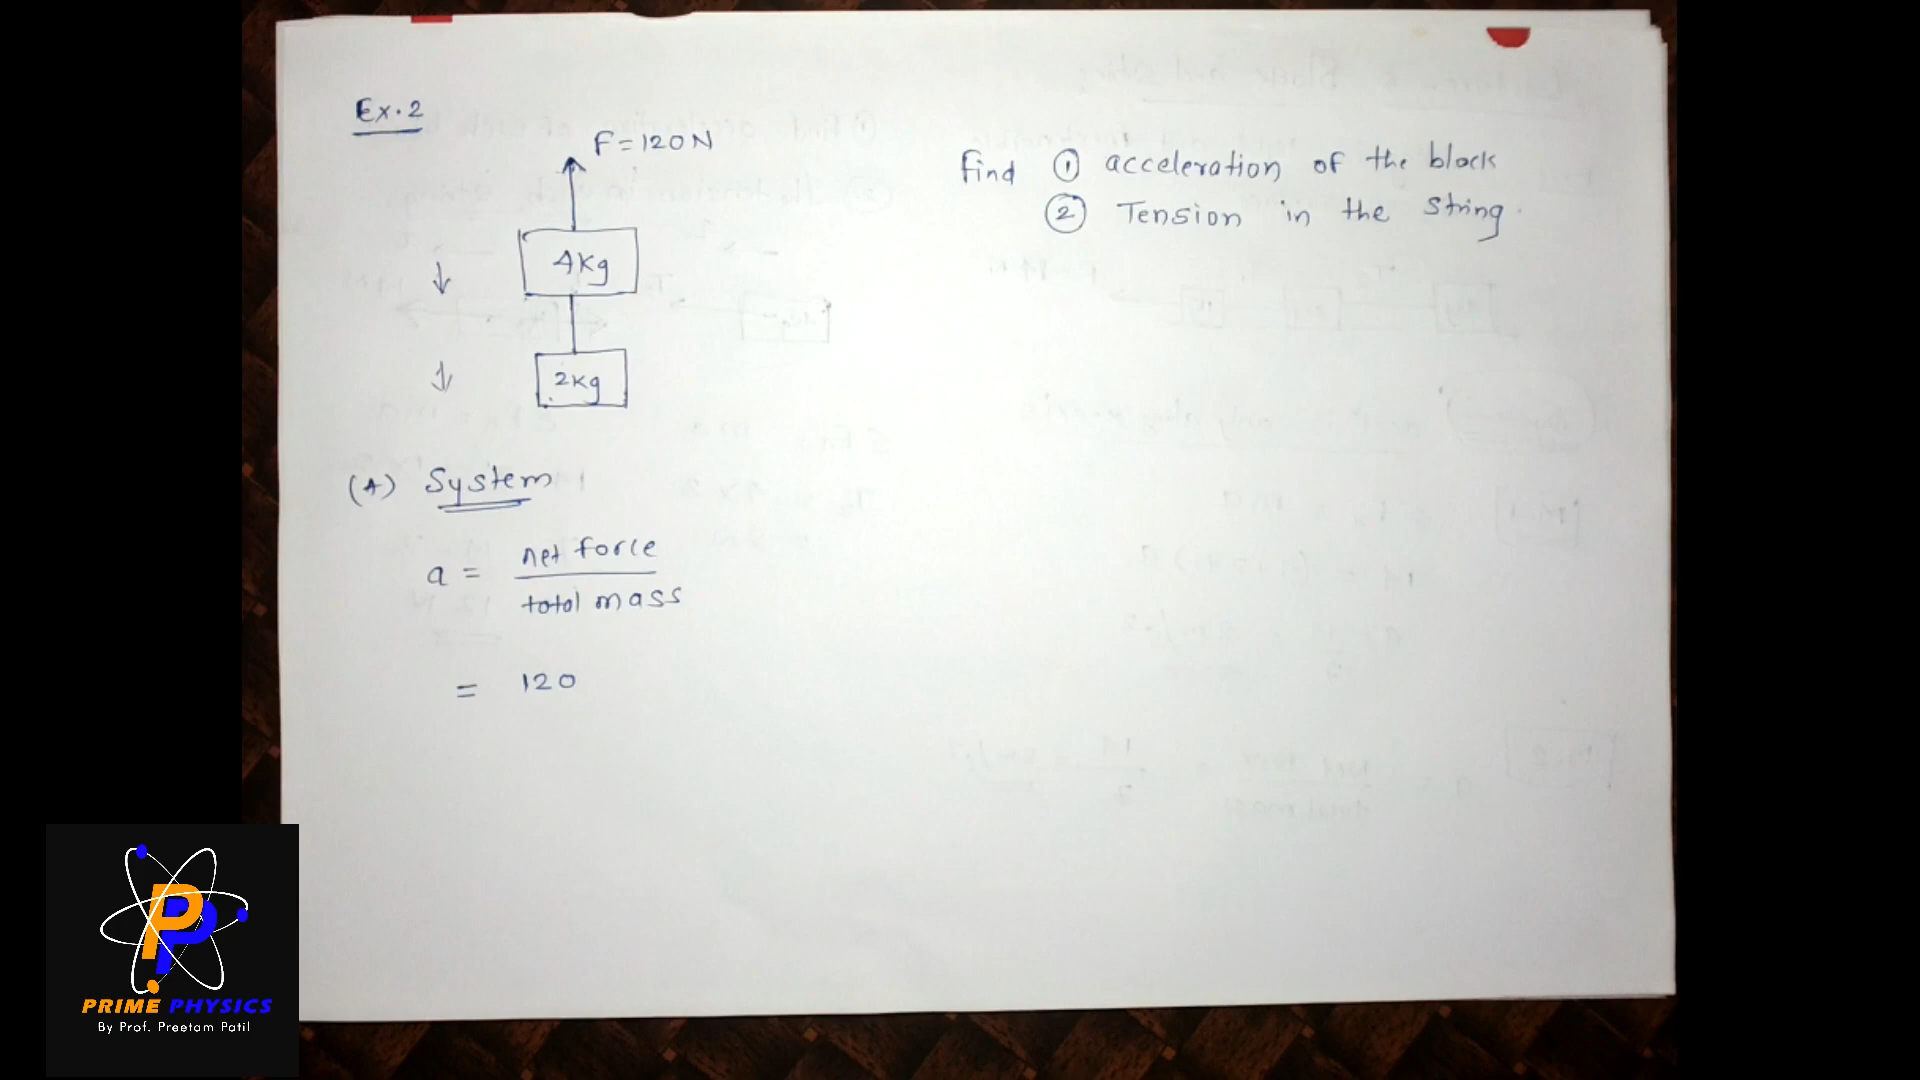 Ex.2
F=120N
find ① acceleration of the block
② Tension in the string.
4Kg
2Kg
(A) System
a = net force
total mass
= 120
PRIME PHYSICS
By Prof. Preetam Patil